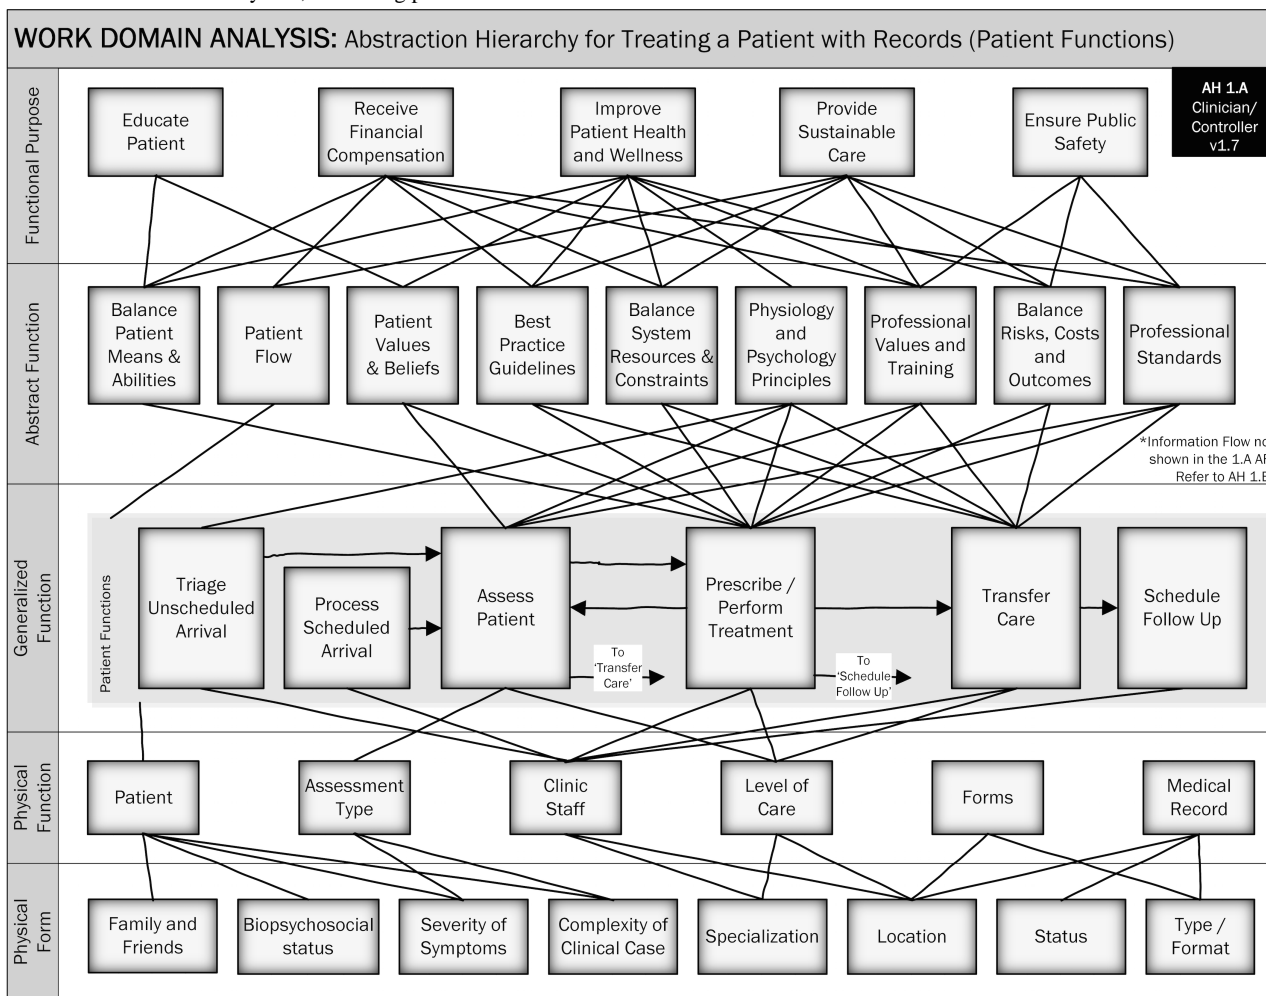 WORK DOMAIN ANALYSIS: Abstraction Hierarchy for Treating a Patient with Records (Patient Functions)
AH 1.A
Clinician/
Controller
v1.7
Functional Purpose
Educate
Patient
Receive
Financial
Compensation
Improve
Patient Health
and Wellness
Provide
Sustainable
Care
Ensure Public
Safety
Abstract Function
Balance
Patient
Means &
Abilities
Patient
Flow
Patient
Values
& Beliefs
Best
Practice
Guidelines
Balance
System
Resources &
Constraints
Physiology
and
Psychology
Principles
Professional
Values and
Training
Balance
Risks, Costs
and
Outcomes
Professional
Standards
*Information Flow
shown in the 1.A
Refer to AH
Generalized
Function
Patient Functions
Triage
Unscheduled
Arrival
Process
Scheduled
Arrival
Assess
Patient
To
‘Transfer
Care’
Prescribe /
Perform
Treatment
To
‘Schedule
Follow Up’
Transfer
Care
Schedule
Follow Up
Physical
Function
Patient
Assessment
Type
Clinic
Staff
Level of
Care
Forms
Medical
Record
Physical
Form
Family and
Friends
Biopsychosocial
status
Severity of
Symptoms
Complexity of
Clinical Case
Specialization
Location
Status
Type /
Format